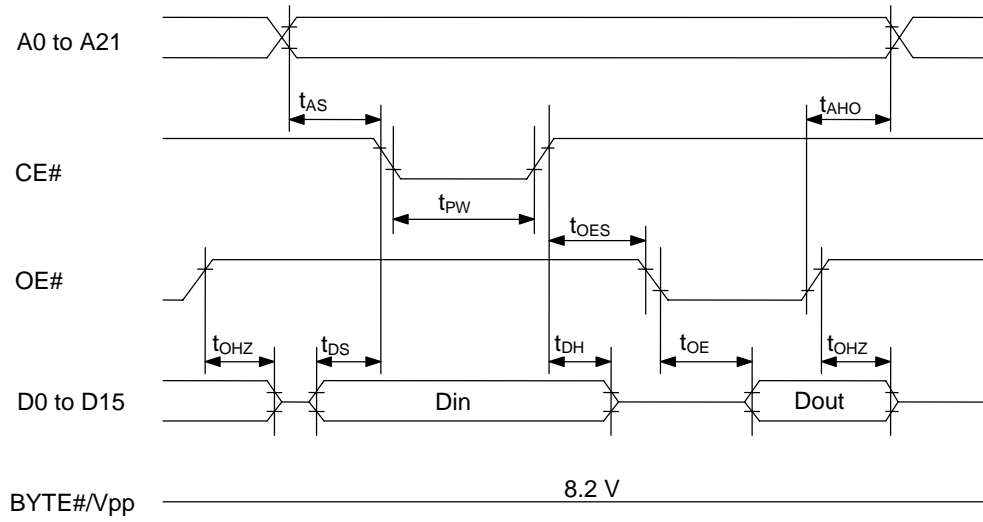 A0 to A21
tAS
tAHO
CE#
tPW
tOES
OE#
tOHZ
tDS
tDH
tOE
tOHZ
D0 to D15
Din
Dout
8.2 V
BYTE#/Vpp